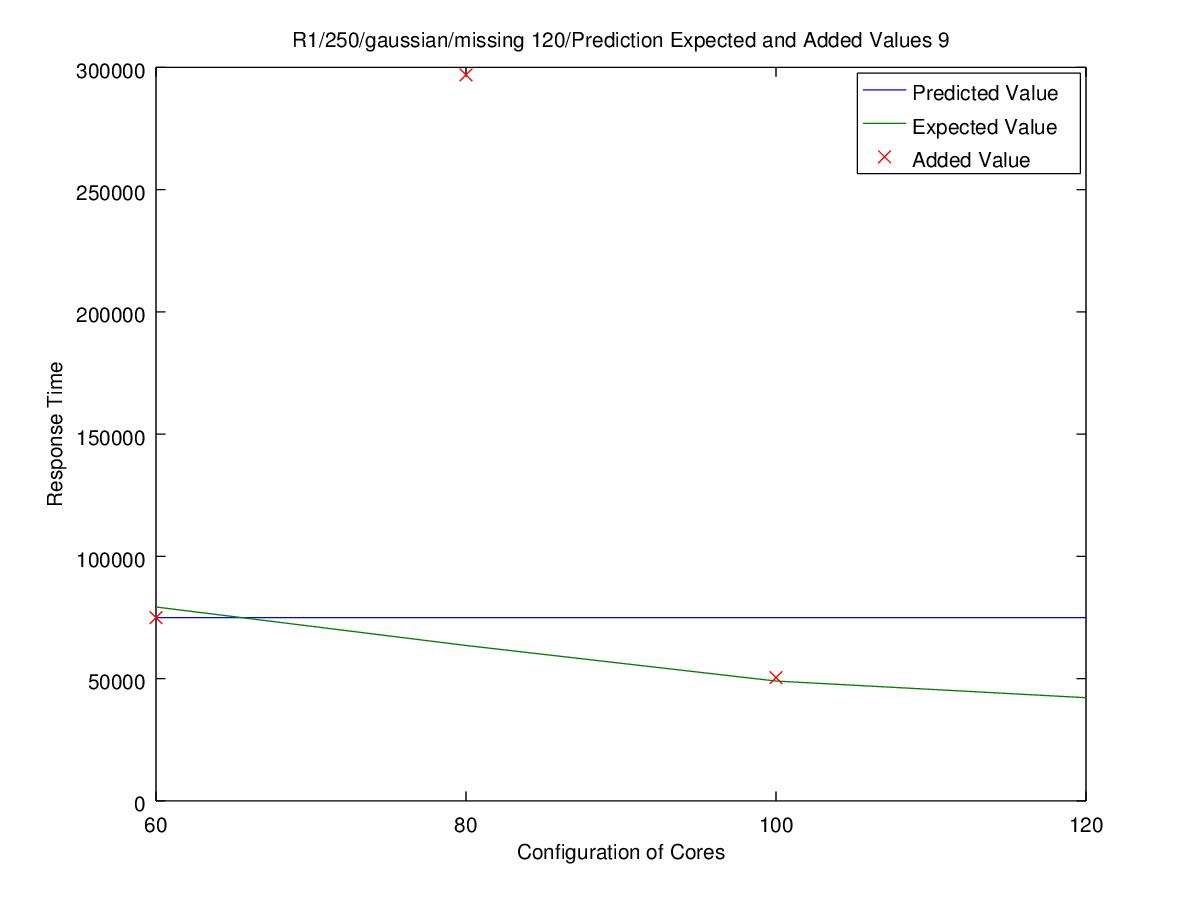 R1/250/gaussian/missing 120/Prediction Expected and Added Values 9
300000
250000
200000
150000
100000
50000
0
Response Time
Predicted Value
Expected Value
Added Value
60
80
100
120
Configuration of Cores